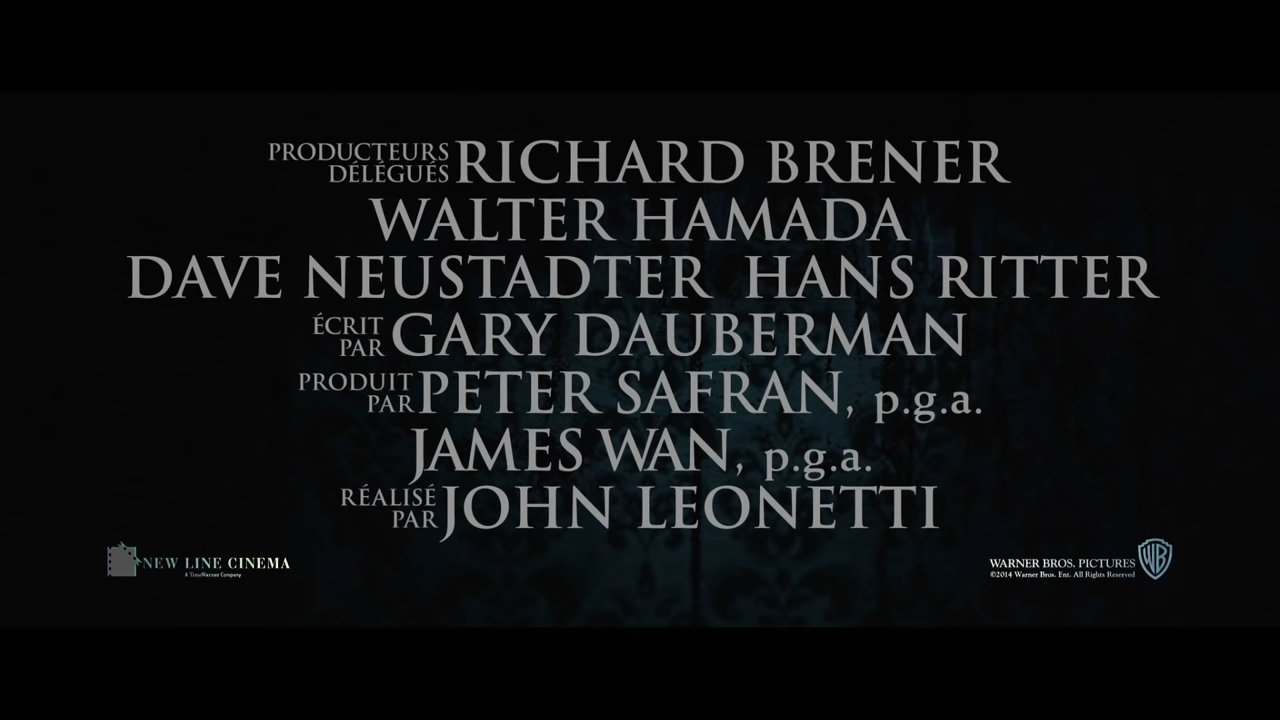 PRODUCTEURS DÉLÉGUÉS RICHARD BRENER
WALTER HAMADA
DAVE NEUSTADTER HANS RITTER
ÉCRIT PAR GARY DAUBERMAN
PRODUIT PAR PETER SAFRAN, p.g.a.
JAMES WAN, p.g.a.
RÉALISÉ PAR JOHN LEONETTI
NEW LINE CINEMA
A TimeWarner Company
WARNER BROS. PICTURES
©2014 Warner Bros. Ent. All Rights Reserved
WB